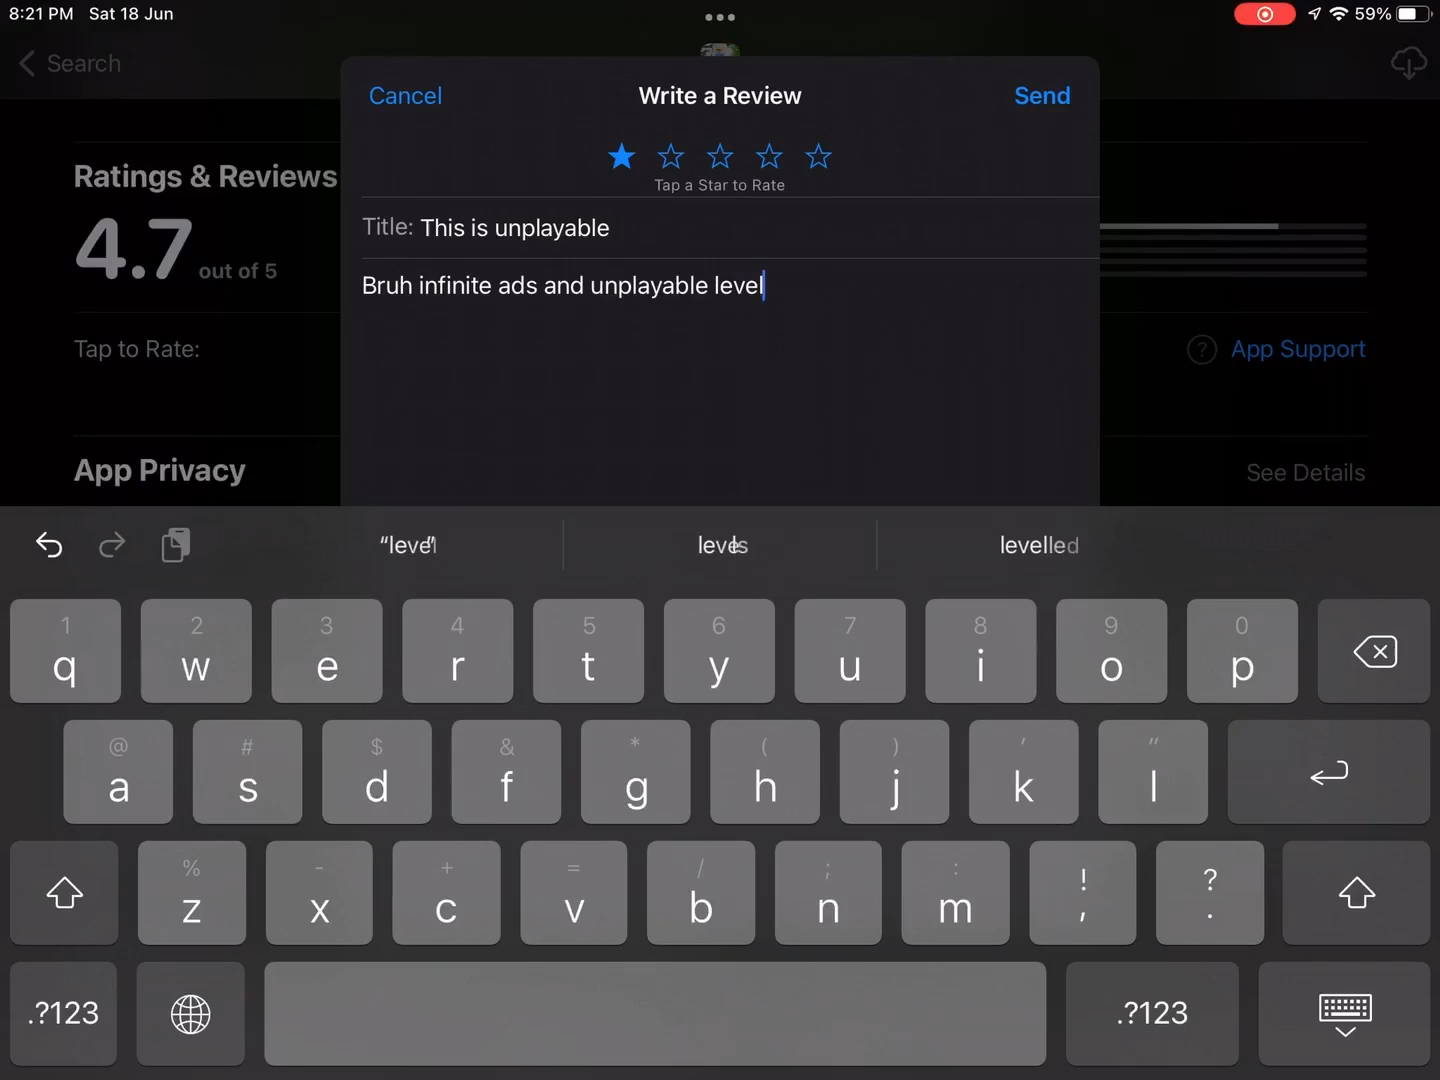 8:21 PM Sat 18 Jun 59%
Search
Cancel Write a Review Send
Tap a Star to Rate
Ratings & Reviews
4.7 out of 5
Title: This is unplayable
Bruh infinite ads and unplayable level
Tap to Rate:
? App Support
App Privacy
See Details
levelled
1 2 3 4 5 6 7 8 9 0
q w e r t y u i o p
@ # $ & * ( ) ' "
a s d f g h j k l
% - + = / ; : ! ?
z x c v b n m , .
.?123 .?123